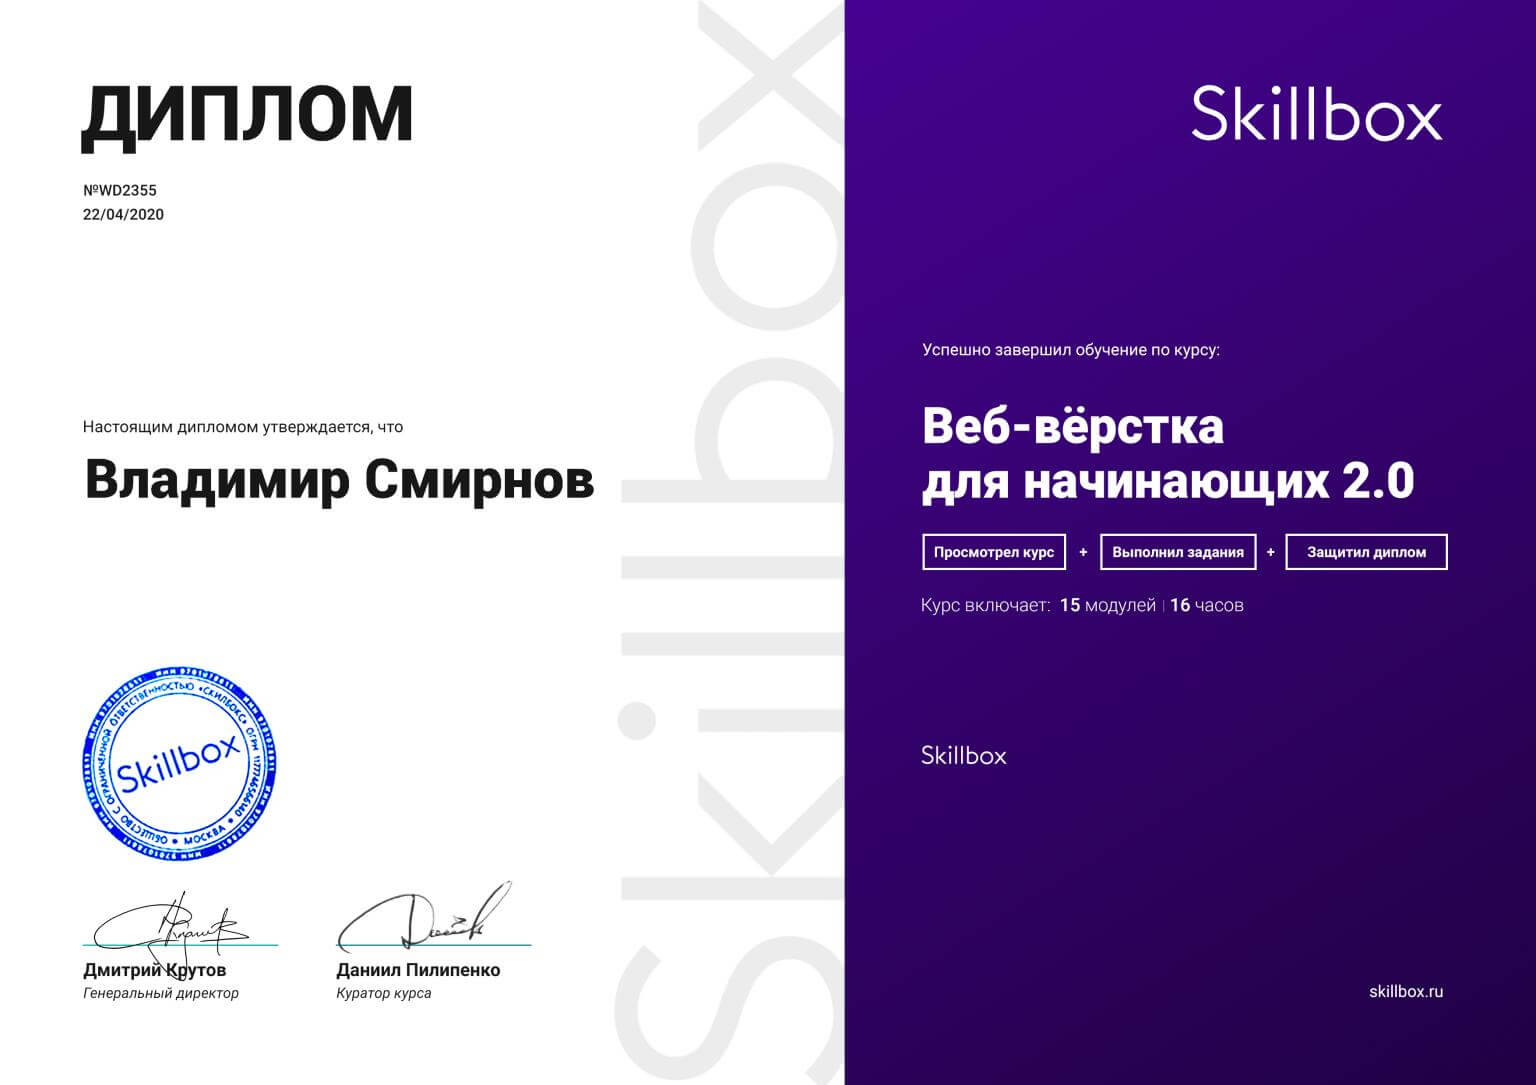 ДИПЛОМ
№WD2355
22/04/2020
Настоящим дипломом утверждается, что
Владимир Смирнов
ОБЩЕСТВО С ОГРАНИЧЕННОЙ ОТВЕТСТВЕННОСТЬЮ «СКИЛБОКС»
МОСКВА
Skillbox
Дмитрий Крутов
Генеральный директор
Даниил Пилипенко
Куратор курса
Skillbox
Skillbox
Успешно завершил обучение по курсу:
Веб-вёрстка
для начинающих 2.0
Просмотрел курс + Выполнил задания + Защитил диплом
Курс включает: 15 модулей | 16 часов
Skillbox
skillbox.ru